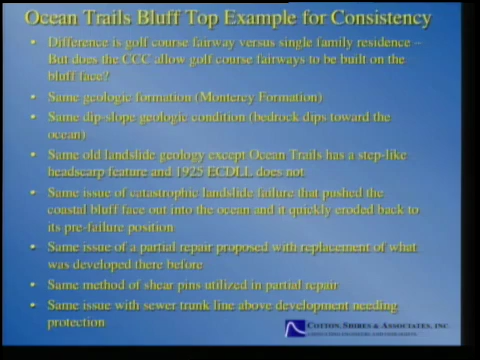 Ocean Trails Bluff Top Example for Consistency
• Difference is golf course fairway versus single family residence –
But does the CCC allow golf course fairways to be built on the
bluff face?
• Same geologic formation (Monterey Formation)
• Same dip-slope geologic condition (bedrock dips toward the
ocean)
• Same old landslide geology except Ocean Trails has a step-like
headscarp feature and 1925 ECDLL does not
• Same issue of catastrophic landslide failure that pushed the
coastal bluff face out into the ocean and it quickly eroded back to
its pre-failure position
• Same issue of a partial repair proposed with replacement of what
was developed there before
• Same method of shear pins utilized in partial repair
• Same issue with sewer trunk line above development needing
protection
COTTON, SHIRES & ASSOCIATES, INC.
CONSULTING ENGINEERS AND GEOLOGISTS